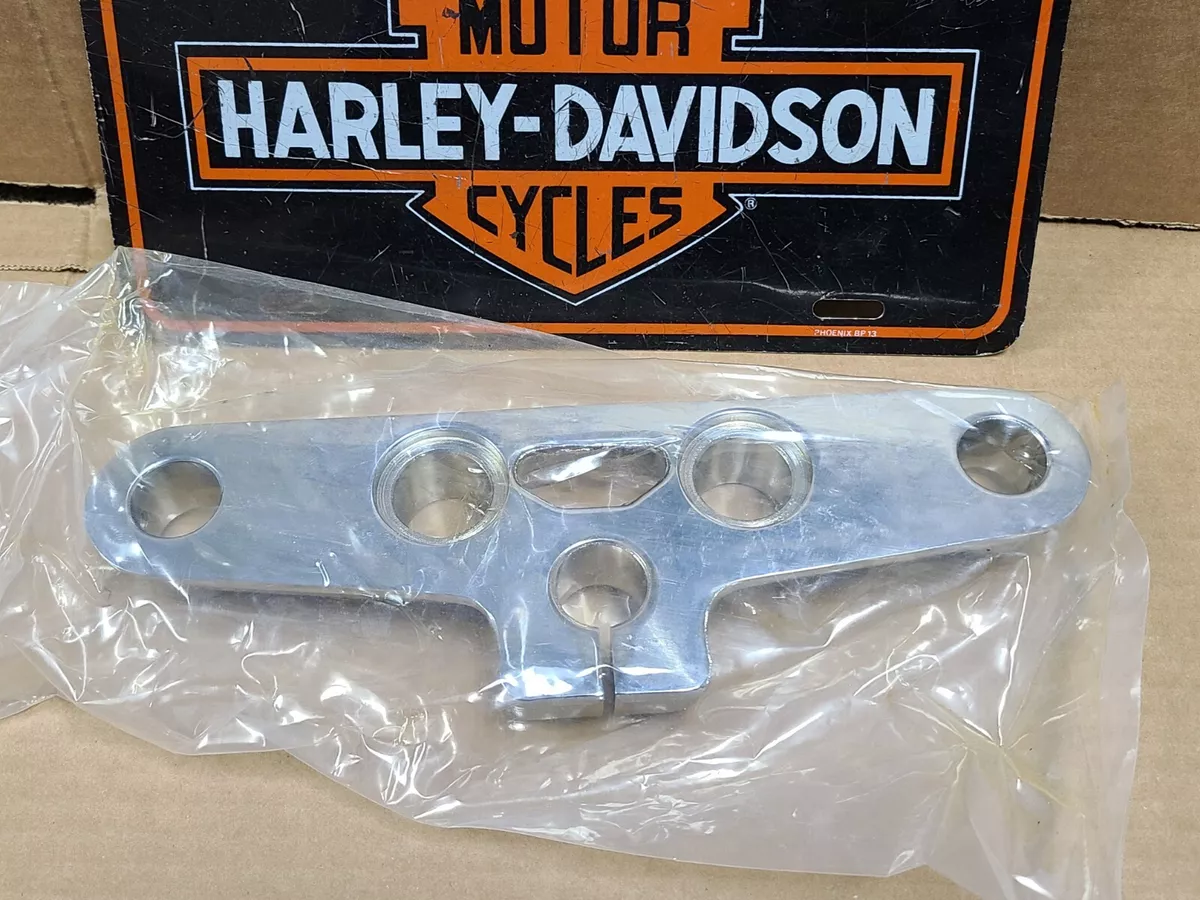 MOTOR
HARLEY-DAVIDSON
CYCLES
®
PHOENIX BP 13